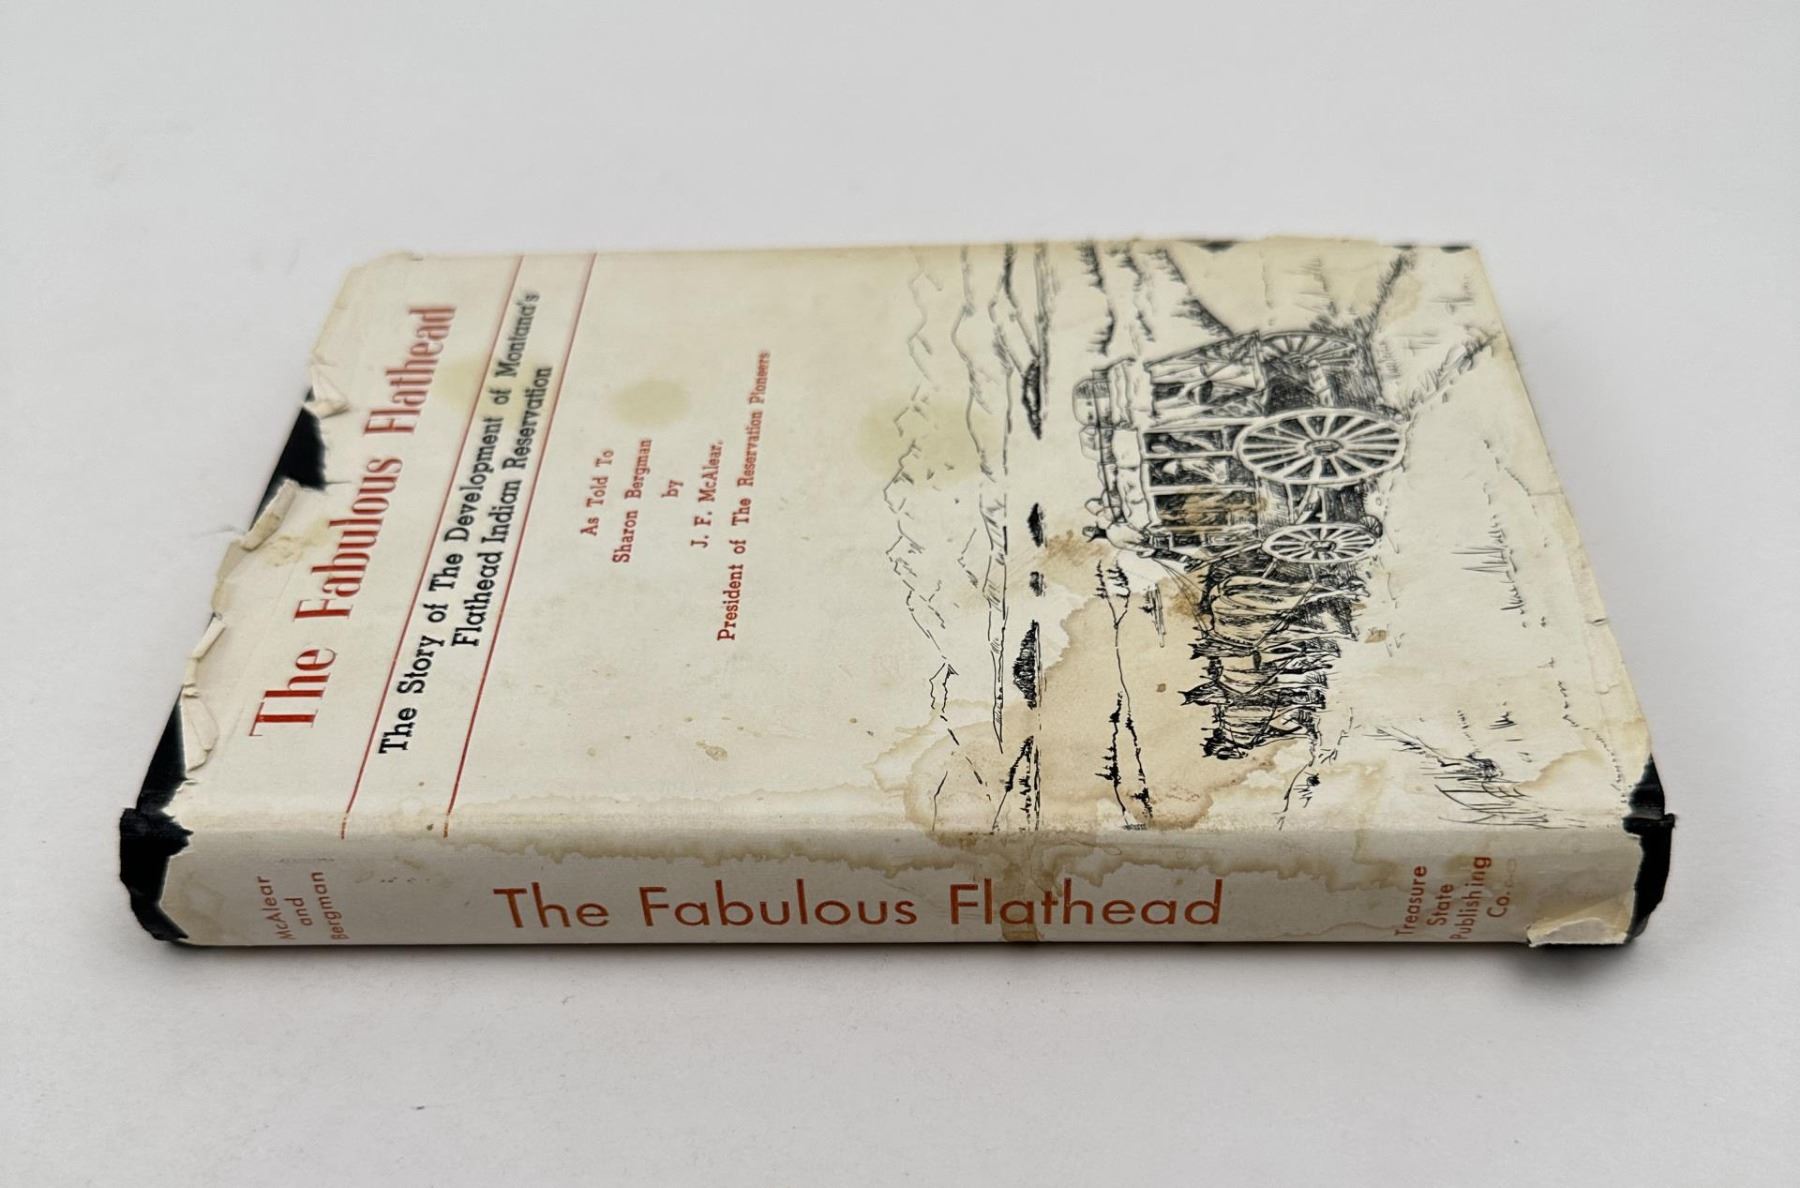 The Fabulous Flathead
The Story of The Development of Montana's
Flathead Indian Reservation
As Told To
Sharon Bergman
by
J. F. McAlear,
President of The Reservation Pioneers
McAlear
and
Bergman
The Fabulous Flathead
Treasure
State
Publishing
Co.